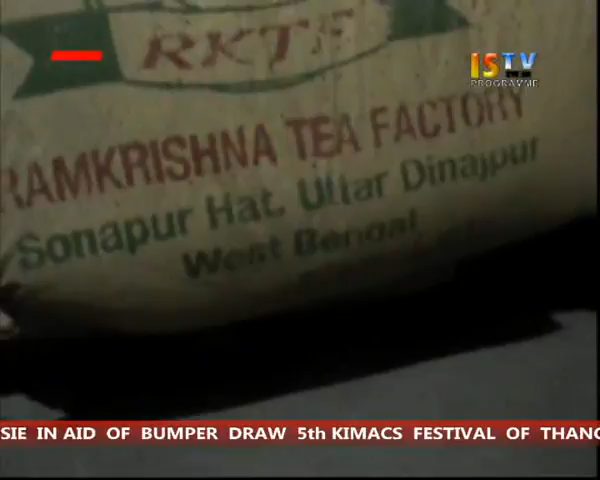 RKTF
ISTV
PROGRAMME
RAMKRISHNA TEA FACTORY
Sonapur Hat, Uttar Dinajpur
West Bengal
SIE IN AID OF BUMPER DRAW 5th KIMACS FESTIVAL OF THANG